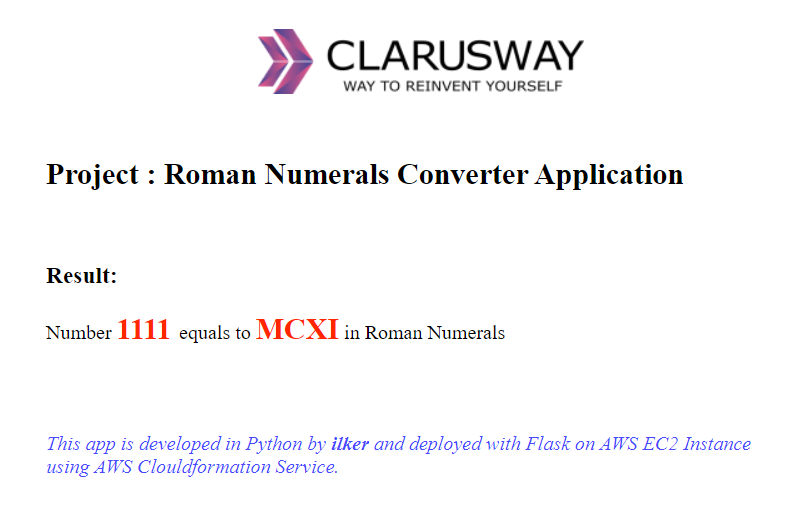 CLARUSWAY
WAY TO REINVENT YOURSELF
Project : Roman Numerals Converter Application
Result:
Number 1111 equals to MCXI in Roman Numerals
This app is developed in Python by ilker and deployed with Flask on AWS EC2 Instance
using AWS Clouldformation Service.